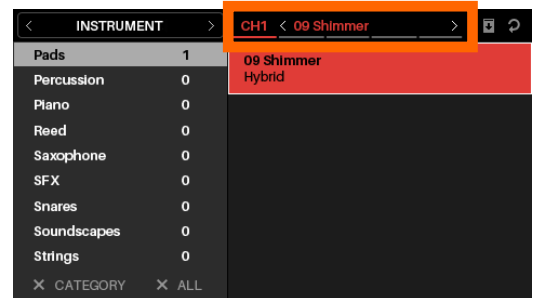 INSTRUMENT
CH1 09 Shimmer
Pads 1
Percussion 0
Piano 0
Reed 0
Saxophone 0
SFX 0
Snares 0
Soundscapes 0
Strings 0
X CATEGORY X ALL
09 Shimmer
Hybrid